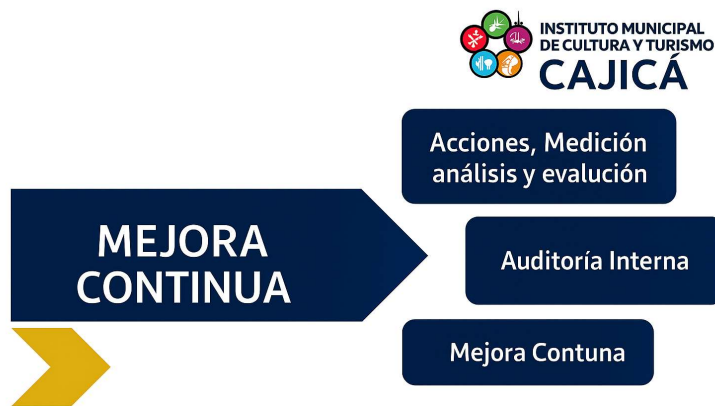 INSTITUTO MUNICIPAL
DE CULTURA Y TURISMO
CAJICÁ
Acciones, Medición
análisis y evalución
MEJORA
CONTINUA
Auditoría Interna
Mejora Contuna